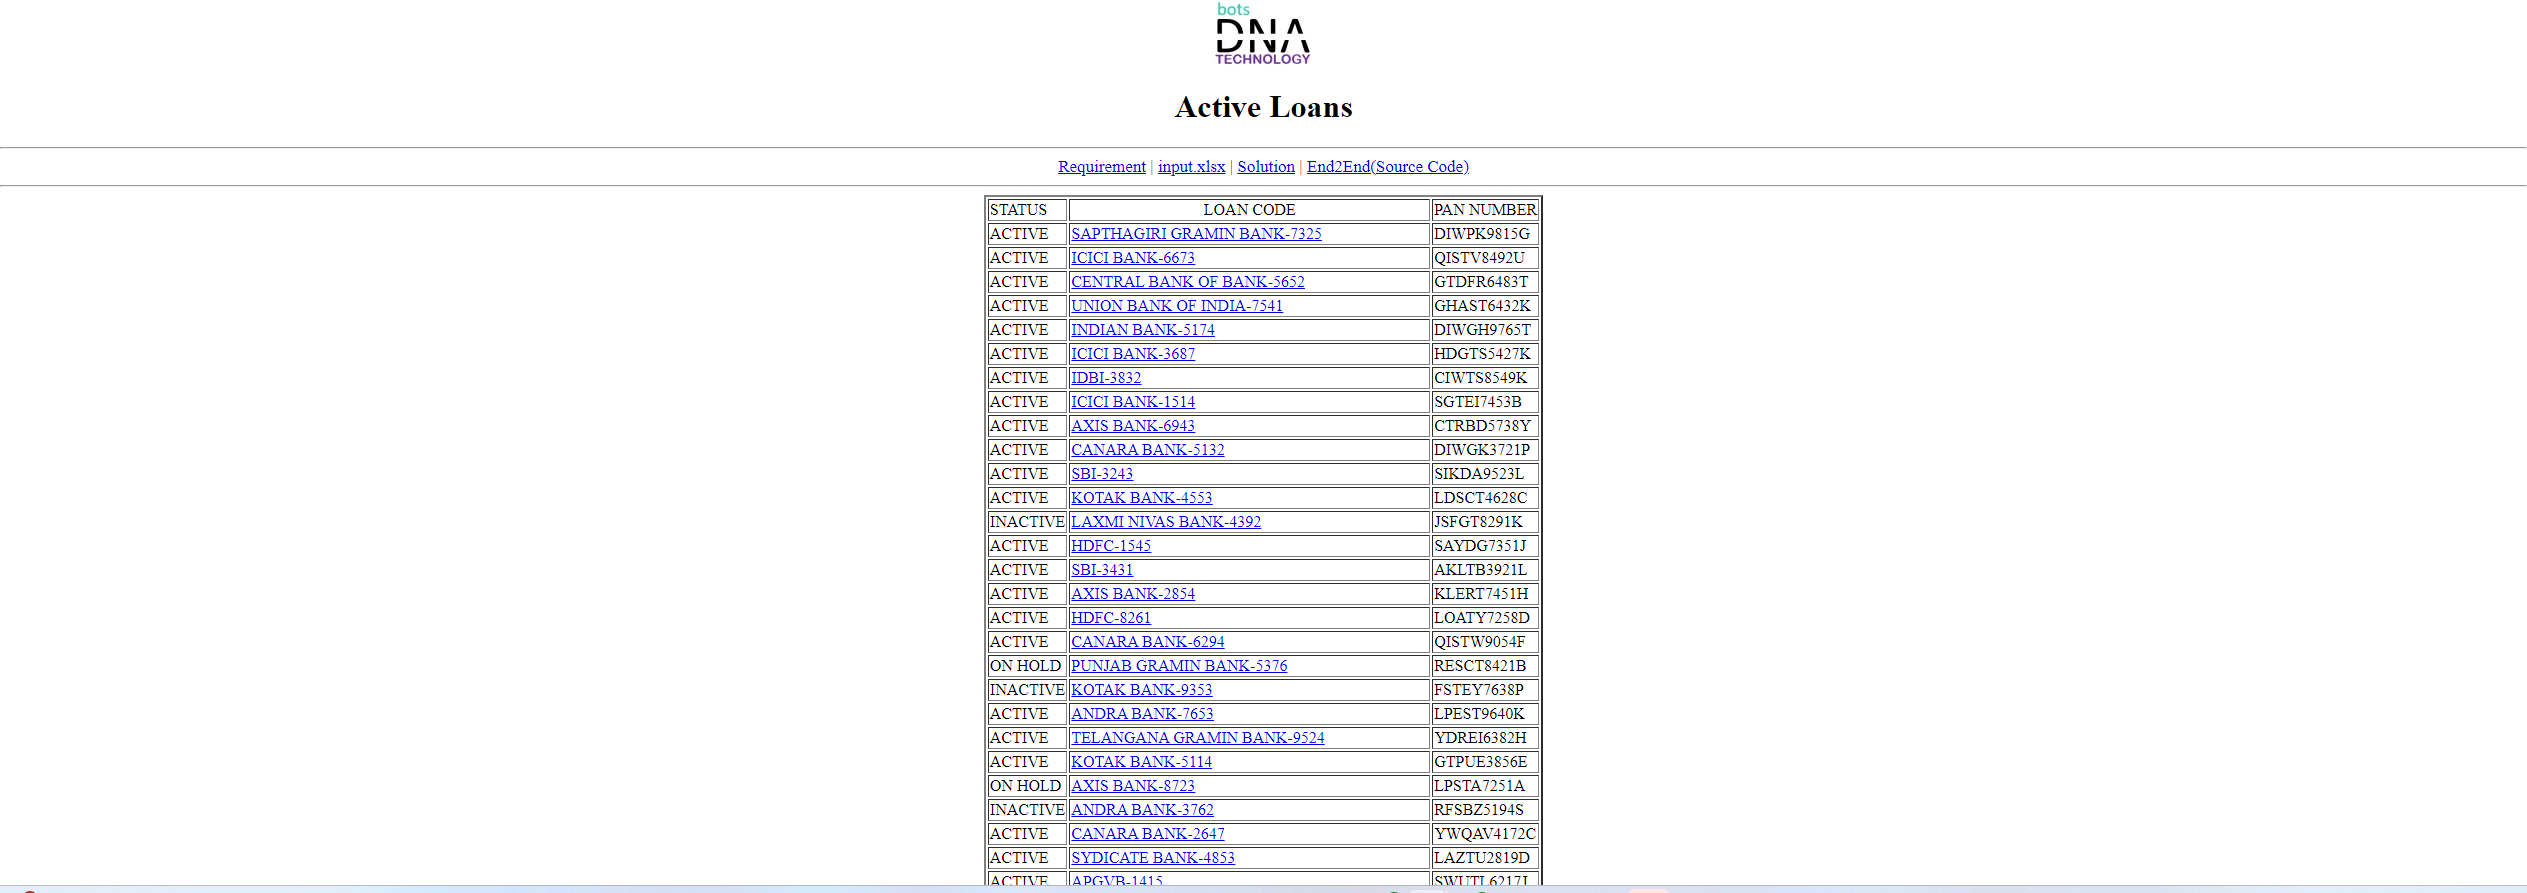 bots
DNA
TECHNOLOGY
Active Loans
Requirement | input.xlsx | Solution | End2End(Source Code)
STATUS LOAN CODE PAN NUMBER
ACTIVE SAPTHAGIRI GRAMIN BANK-7325 DIWPK9815G
ACTIVE ICICI BANK-6673 QISTV8492U
ACTIVE CENTRAL BANK OF BANK-5652 GTDFR6483T
ACTIVE UNION BANK OF INDIA-7541 GHAST6432K
ACTIVE INDIAN BANK-5174 DIWGH9765T
ACTIVE ICICI BANK-3687 HDGTS5427K
ACTIVE IDBI-3832 CIWTS8549K
ACTIVE ICICI BANK-1514 SGTEI7453B
ACTIVE AXIS BANK-6943 CTRBD5738Y
ACTIVE CANARA BANK-5132 DIWGK3721P
ACTIVE SBI-3243 SIKDA9523L
ACTIVE KOTAK BANK-4553 LDSCT4628C
INACTIVE LAXMI NIVAS BANK-4392 JSFGT8291K
ACTIVE HDFC-1545 SAYDG7351J
ACTIVE SBI-3431 AKLTB3921L
ACTIVE AXIS BANK-2854 KLERT7451H
ACTIVE HDFC-8261 LOATY7258D
ACTIVE CANARA BANK-6294 QISTW9054F
ON HOLD PUNJAB GRAMIN BANK-5376 RESCT8421B
INACTIVE KOTAK BANK-9353 FSTEY7638P
ACTIVE ANDRA BANK-7653 LPEST9640K
ACTIVE TELANGANA GRAMIN BANK-9524 YDREI6382H
ACTIVE KOTAK BANK-5114 GTPUE3856E
ON HOLD AXIS BANK-8723 LPSTA7251A
INACTIVE ANDRA BANK-3762 RFSBZ5194S
ACTIVE CANARA BANK-2647 YWQAV4172C
ACTIVE SYDICATE BANK-4853 LAZTU2819D
ACTIVE APGVB-1415